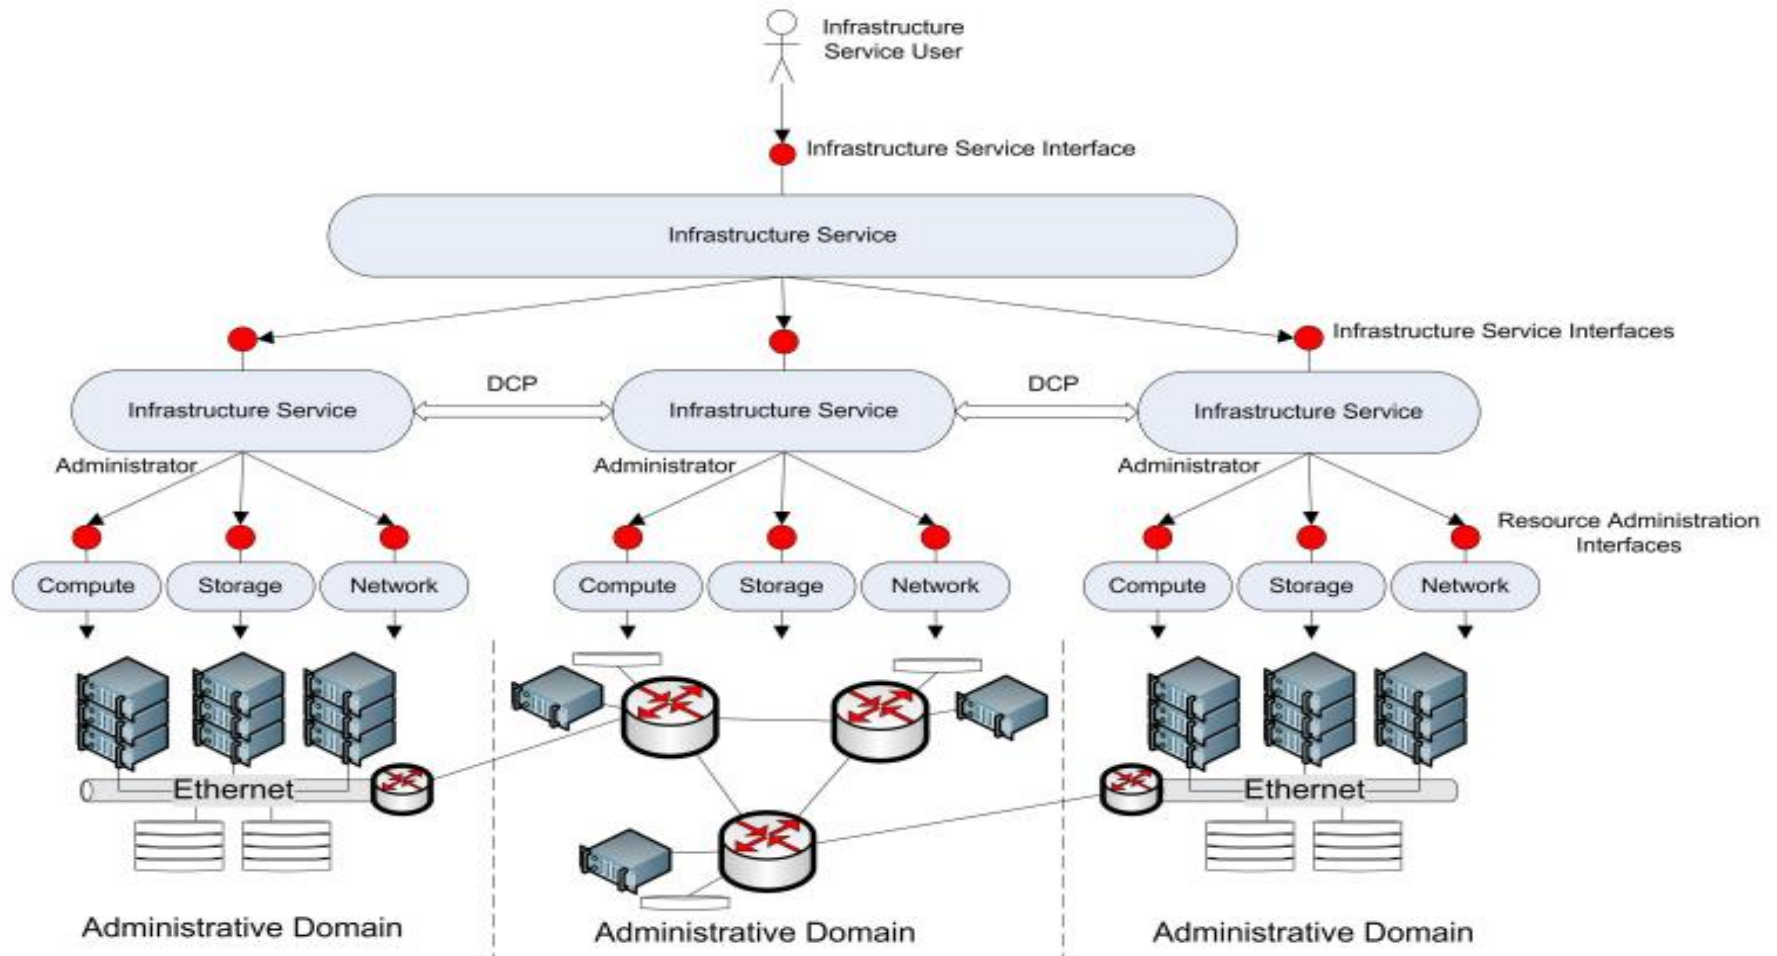 Infrastructure
Service User
Infrastructure Service Interface
Infrastructure Service
Infrastructure Service Interfaces
DCP
DCP
Infrastructure Service
Infrastructure Service
Infrastructure Service
Administrator
Administrator
Administrator
Resource Administration
Interfaces
Compute
Storage
Network
Compute
Storage
Network
Compute
Storage
Network
Ethernet
Ethernet
Administrative Domain
Administrative Domain
Administrative Domain